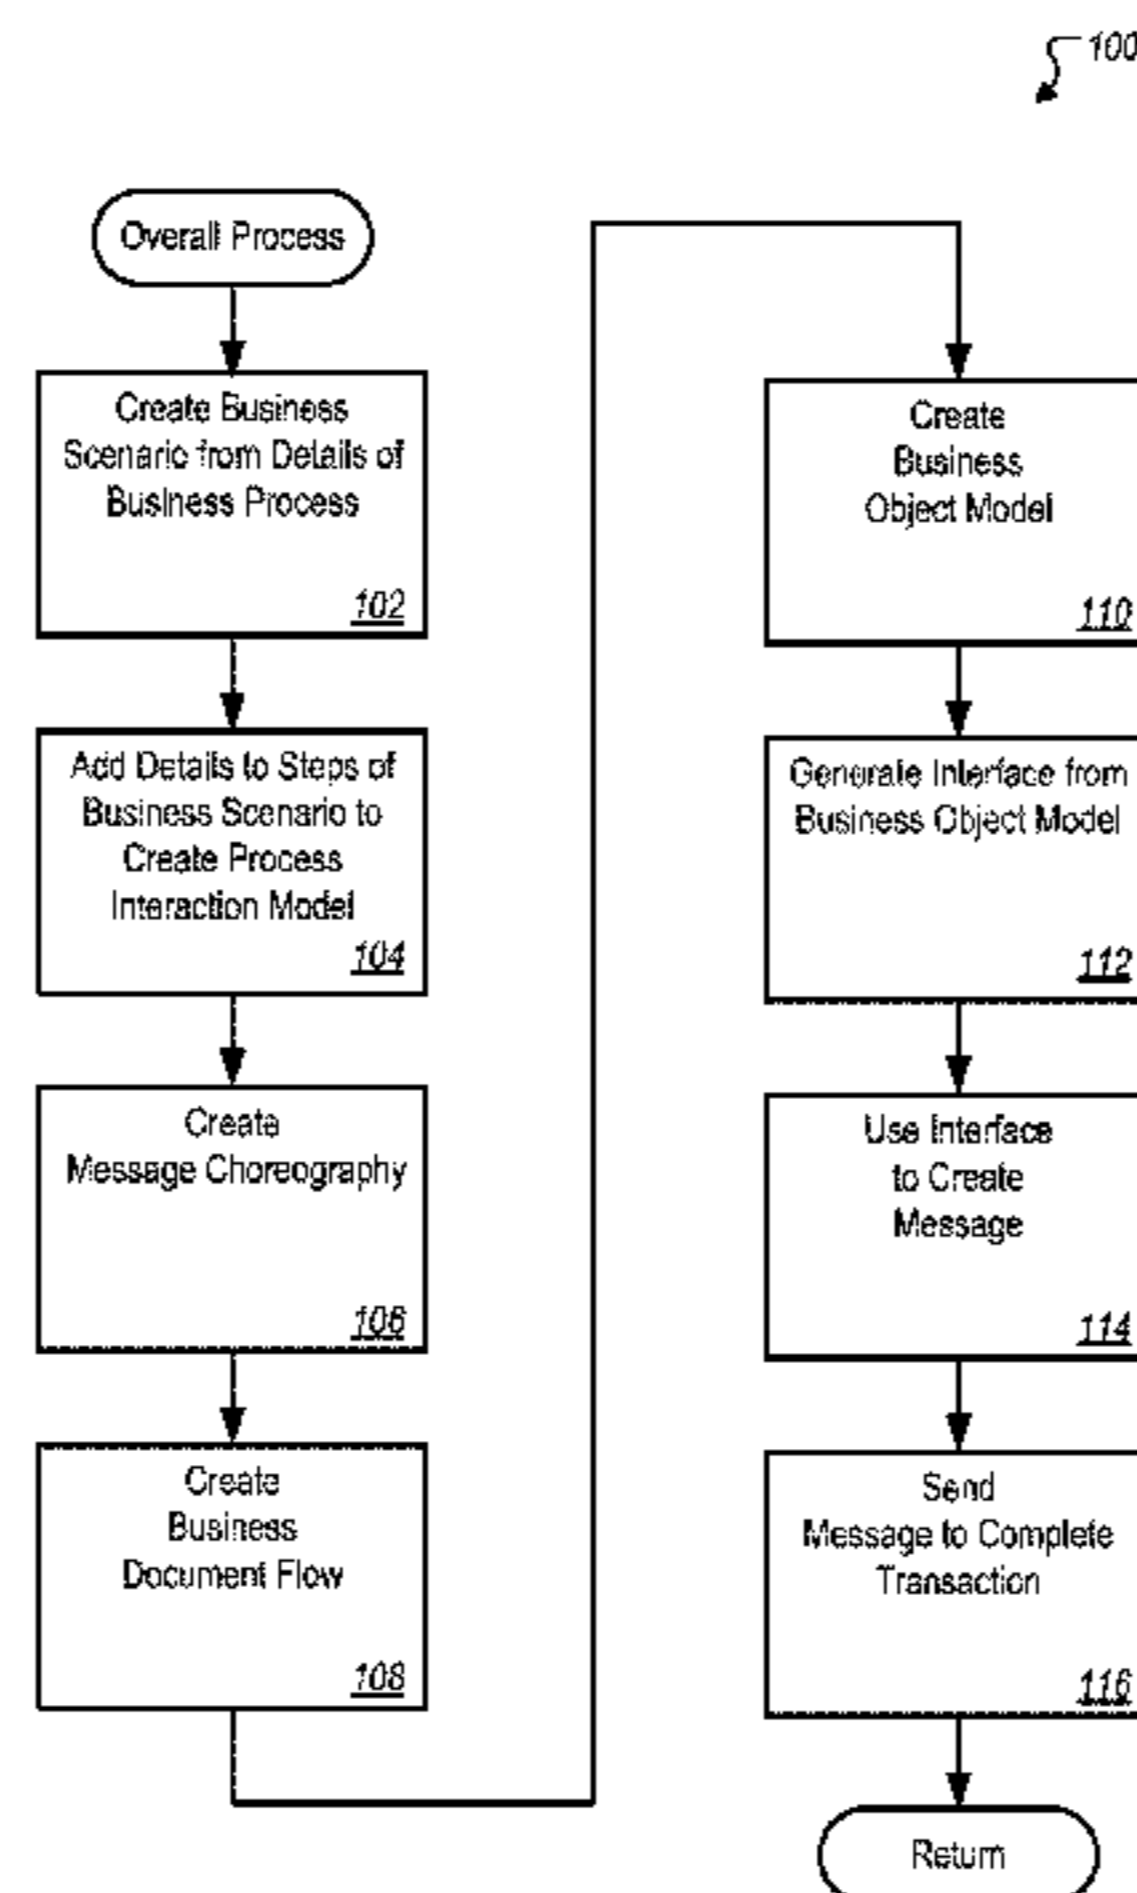 100
Overall Process
Create Business
Scenario from Details of
Business Process
102
Add Details to Steps of
Business Scenario to
Create Process
Interaction Model
104
Create
Message Choreography
106
Create
Business
Document Flow
108
Create
Business
Object Model
110
Generate Interface from
Business Object Model
112
Use Interface
to Create
Message
114
Send
Message to Complete
Transaction
116
Return